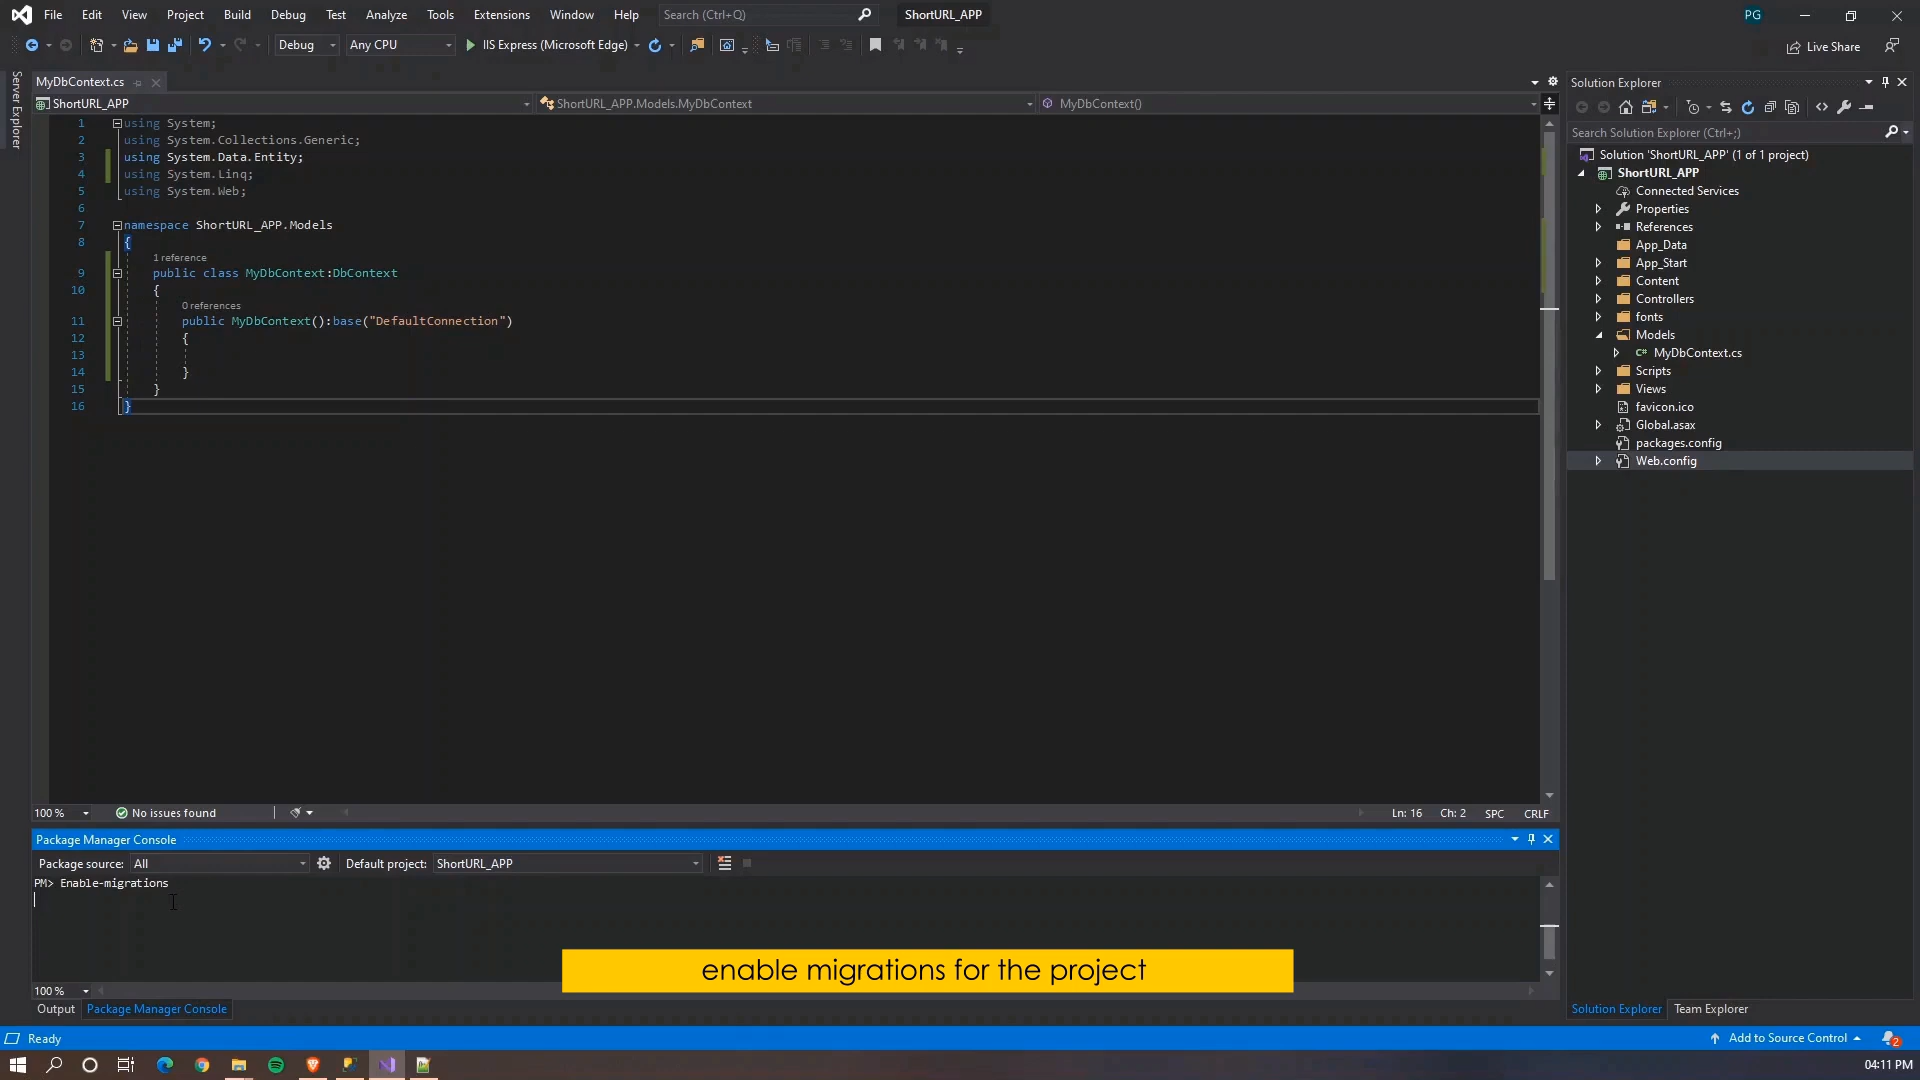 File Edit View Project Build Debug Test Analyze Tools Extensions Window Help Search (Ctrl+Q) ShortURL_APP PG
Debug Any CPU IIS Express (Microsoft Edge) Live Share
Server Explorer
MyDbContext.cs
ShortURL_APP ShortURL_APP.Models.MyDbContext MyDbContext()
1 using System;
2 using System.Collections.Generic;
3 using System.Data.Entity;
4 using System.Linq;
5 using System.Web;
6
7 namespace ShortURL_APP.Models
8 {
1 reference
9 public class MyDbContext:DbContext
10 {
0 references
11 public MyDbContext():base("DefaultConnection")
12 {
13
14 }
15 }
16 }
100 % No issues found Ln: 16 Ch: 2 SPC CRLF
Package Manager Console
Package source: All Default project: ShortURL_APP
PM> Enable-migrations
enable migrations for the project
100 %
Output Package Manager Console
Solution Explorer
Search Solution Explorer (Ctrl+;)
Solution 'ShortURL_APP' (1 of 1 project)
ShortURL_APP
Connected Services
Properties
References
App_Data
App_Start
Content
Controllers
fonts
Models
C# MyDbContext.cs
Scripts
Views
favicon.ico
Global.asax
packages.config
Web.config
Solution Explorer Team Explorer
Ready Add to Source Control 2
04:11 PM